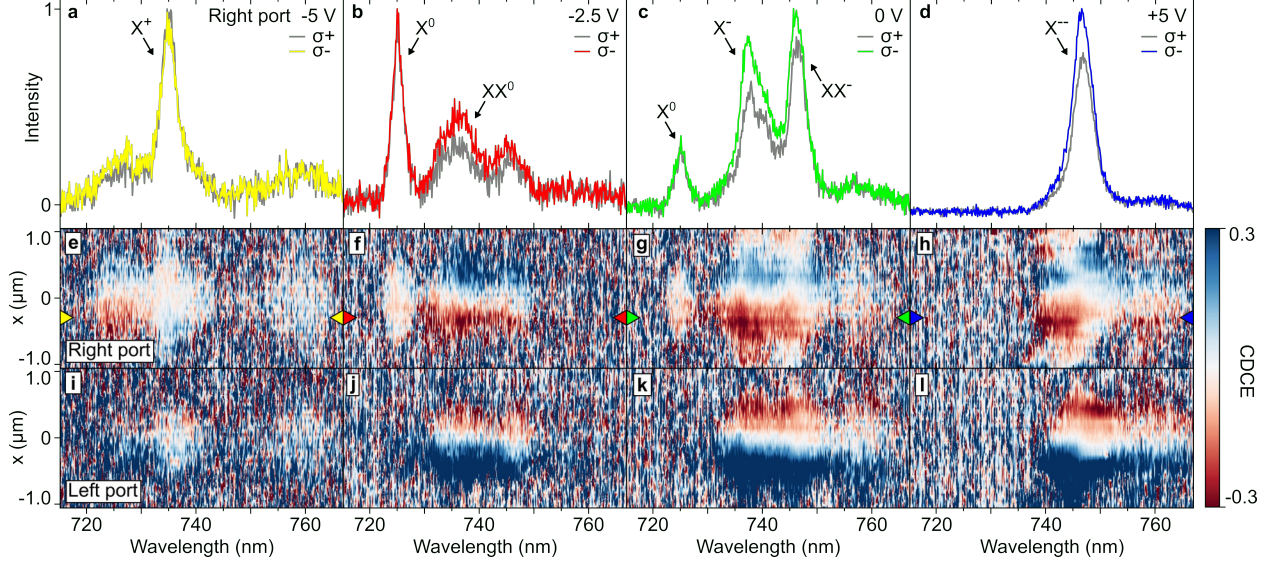 a Right port -5 V
X+
σ+
σ-
b -2.5 V
X0
σ+
σ-
XX0
c 0 V
X-
σ+
σ-
X0
XX-
d +5 V
X--
σ+
σ-
1
Intensity
0
e f g h
1.0
x (μm)
0
-1.0
Right port
i j k l
1.0
x (μm)
0
-1.0
Left port
0.3
CDCE
-0.3
720 740 760 720 740 760 720 740 760 720 740 760
Wavelength (nm) Wavelength (nm) Wavelength (nm) Wavelength (nm)